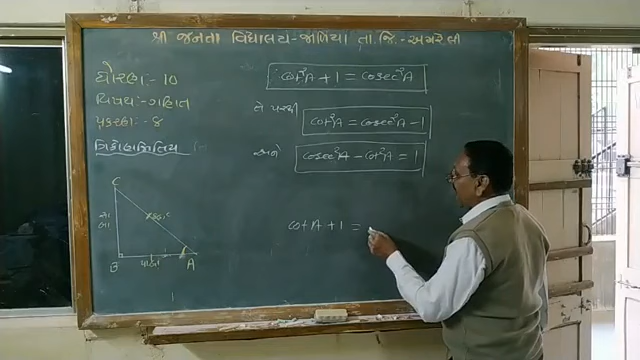 શ્રી જનતા વિદ્યાલય-જાળિયા તા.જિ.-અમરેલી
ધોરણ:- 10
વિષય:- ગણિત
પ્રકરણ:- ૮
ત્રિકોણમિતિય
cot²A + 1 = cosec²A
તે પરથી
cot²A = cosec²A - 1
અને
cosec²A - cot²A = 1
C
B
A
cot A + 1 =